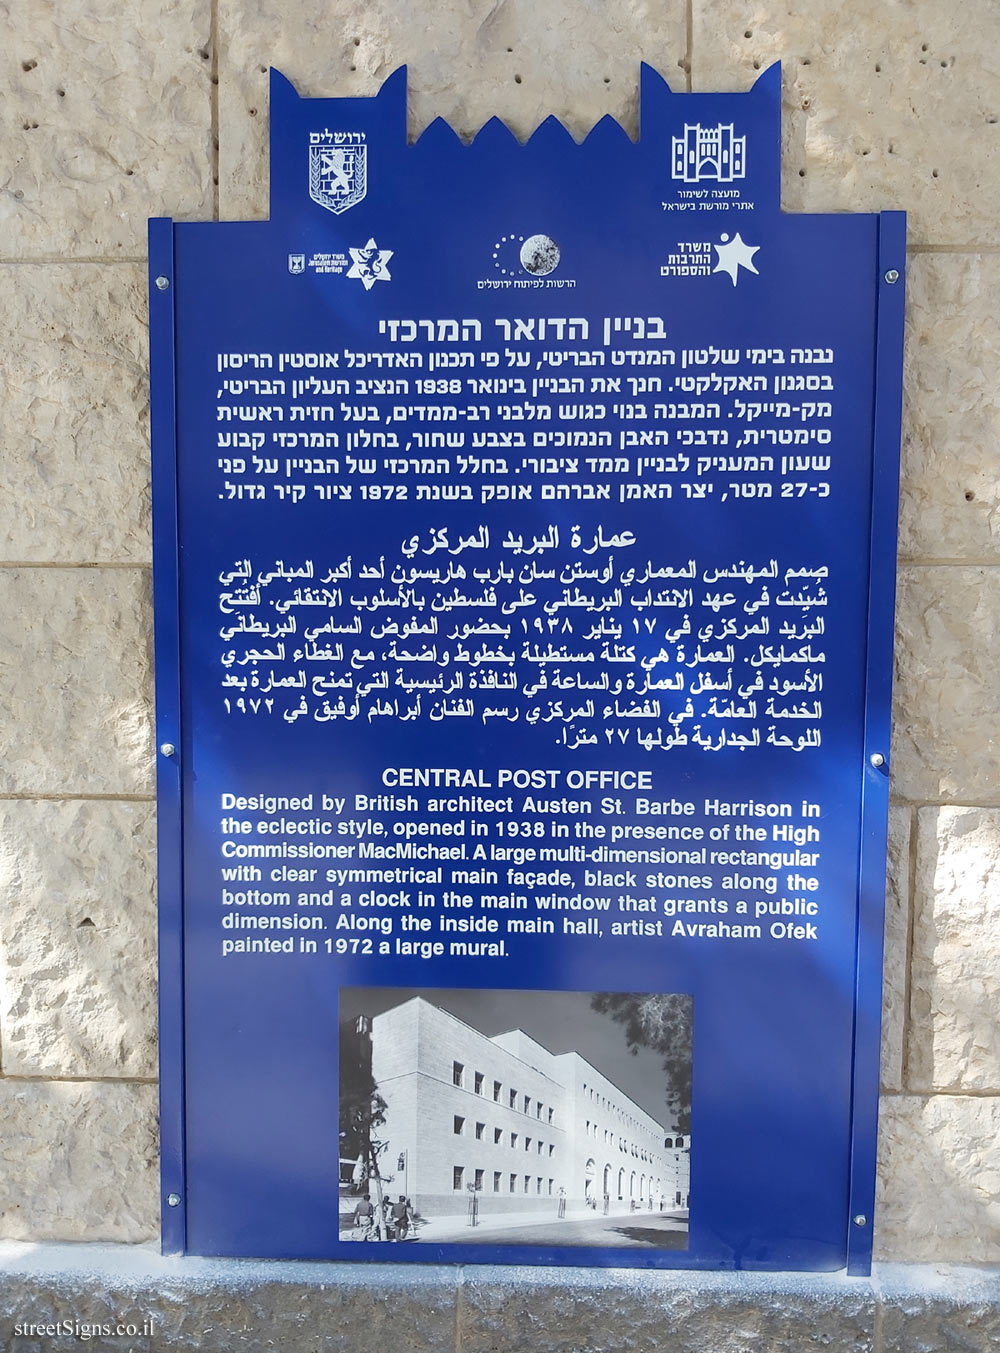 ירושלים
מועצה לשימור
אתרי מורשת בישראל
משרד ירושלים
ומורשת ישראל
Jerusalem
and Heritage
הרשות לפיתוח ירושלים
משרד
התרבות
והספורט
בניין הדואר המרכזי
נבנה בימי שלטון המנדט הבריטי, על פי תכנון האדריכל אוסטין הריסון
בסגנון האקלקטי. חנך את הבניין בינואר 1938 הנציב העליון הבריטי,
מק-מייקל. המבנה בנוי כגוש מלבני רב-ממדים, בעל חזית ראשית
סימטרית, נדבכי האבן הנמוכים בצבע שחור, בחלון המרכזי קבוע
שעון המעניק לבניין ממד ציבורי. בחלל המרכזי של הבניין על פני
כ-27 מטר, יצר האמן אברהם אופק בשנת 1972 ציור קיר גדול.
عمارة البريد المركزي
صمم المهندس المعماري أوستن سان بارب هاريسون أحد أكبر المباني التي
شُيِّدت في عهد الانتداب البريطاني على فلسطين بالأسلوب الانتقائي. أفتُتح
البريد المركزي في ١٧ يناير ١٩٣٨ بحضور المفوض السامي البريطاني
ماكمايكل. العمارة هي كتلة مستطيلة بخطوط واضحة، مع الغطاء الحجري
الأسود في أسفل العمارة والساعة في النافذة الرئيسية التي تمنح العمارة بعد
الخدمة العامّة. في الفضاء المركزي رسم الفنان أبراهام أوفيق في ١٩٧٢
اللوحة الجدارية طولها ٢٧ مترًا.
CENTRAL POST OFFICE
Designed by British architect Austen St. Barbe Harrison in
the eclectic style, opened in 1938 in the presence of the High
Commissioner MacMichael. A large multi-dimensional rectangular
with clear symmetrical main façade, black stones along the
bottom and a clock in the main window that grants a public
dimension. Along the inside main hall, artist Avraham Ofek
painted in 1972 a large mural.
streetSigns.co.il